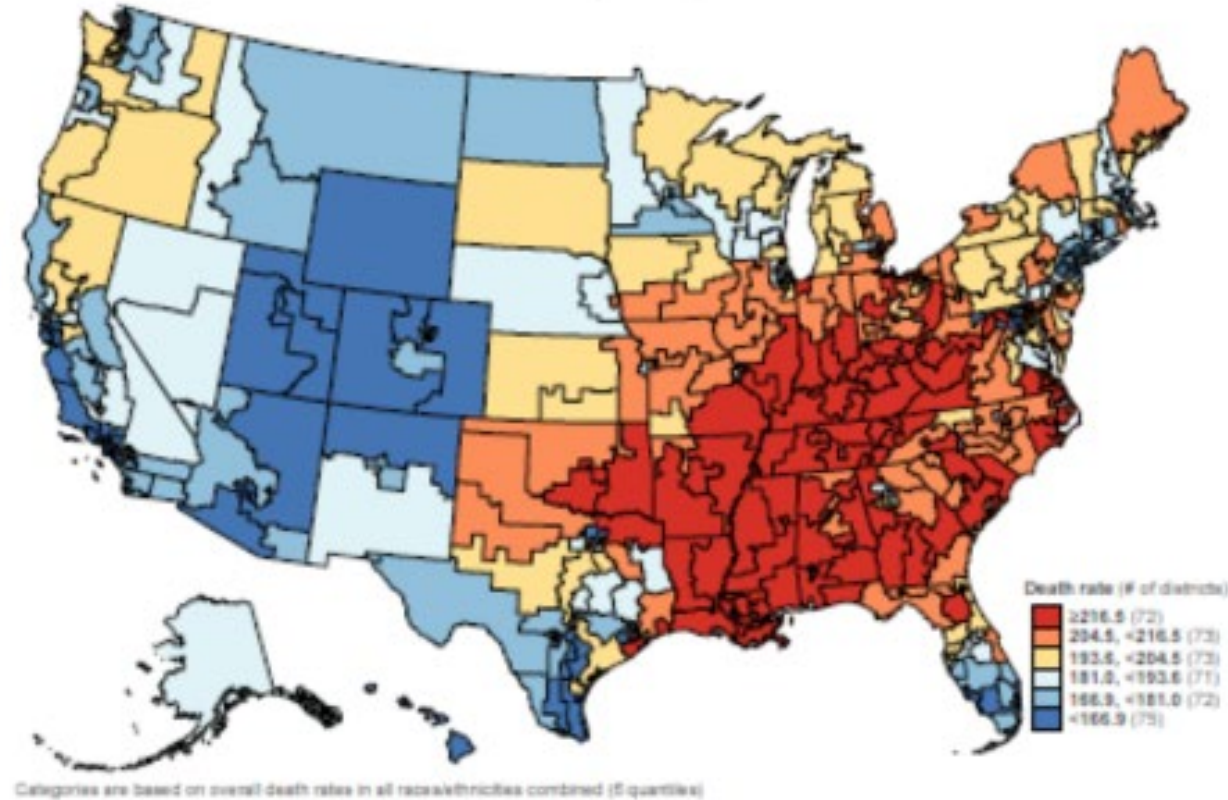 Death rate (# of districts)
≥216.5 (72)
204.5, <216.5 (73)
193.6, <204.5 (73)
181.0, <193.6 (71)
166.9, <181.0 (72)
<166.9 (75)
Categories are based on overall death rates in all races/ethnicities combined (6 quantiles)